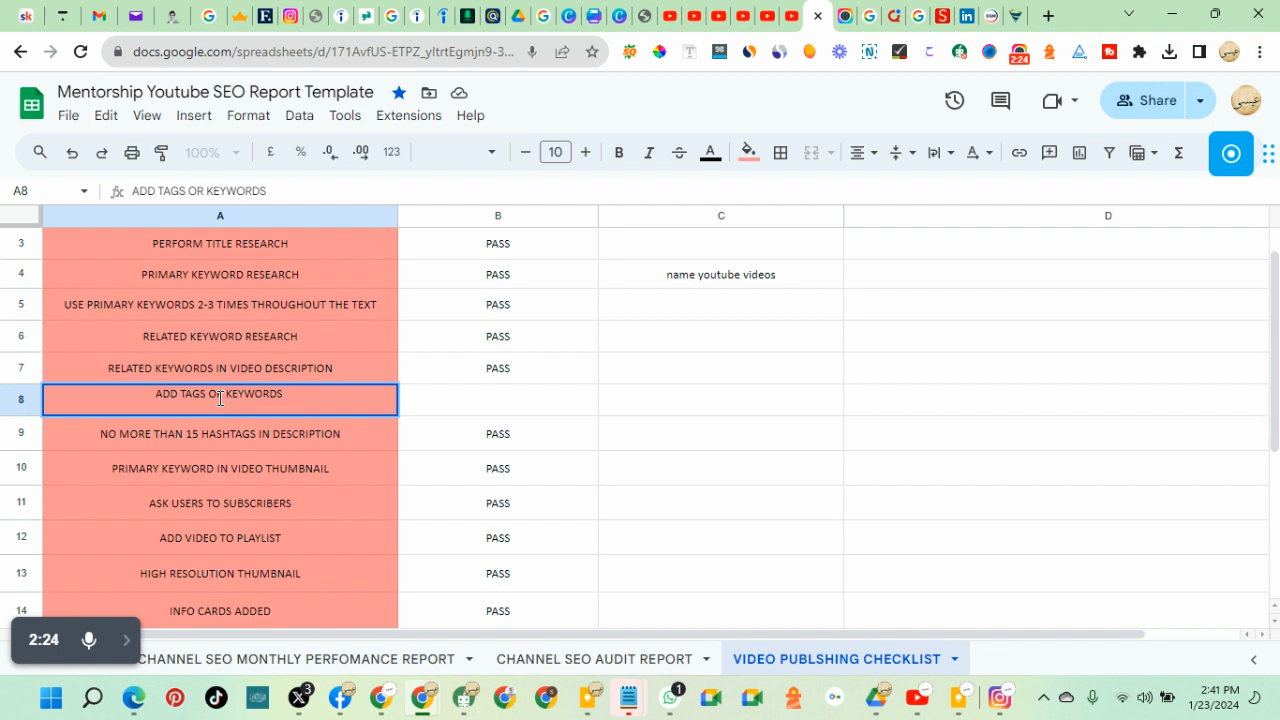 docs.google.com/spreadsheets/d/171AvfUS-ETPZ_yltrtEqmjn9-3...
2:24
Mentorship Youtube SEO Report Template
File Edit View Insert Format Data Tools Extensions Help
Share
100% £ % .0 .00 123 10 B I A
A8 fx ADD TAGS OR KEYWORDS
A B C D
3 PERFORM TITLE RESEARCH PASS
4 PRIMARY KEYWORD RESEARCH PASS name youtube videos
5 USE PRIMARY KEYWORDS 2-3 TIMES THROUGHOUT THE TEXT PASS
6 RELATED KEYWORD RESEARCH PASS
7 RELATED KEYWORDS IN VIDEO DESCRIPTION PASS
8 ADD TAGS OR KEYWORDS
9 NO MORE THAN 15 HASHTAGS IN DESCRIPTION PASS
10 PRIMARY KEYWORD IN VIDEO THUMBNAIL PASS
11 ASK USERS TO SUBSCRIBERS PASS
12 ADD VIDEO TO PLAYLIST PASS
13 HIGH RESOLUTION THUMBNAIL PASS
14 INFO CARDS ADDED PASS
2:24
CHANNEL SEO MONTHLY PERFOMANCE REPORT CHANNEL SEO AUDIT REPORT VIDEO PUBLSHING CHECKLIST
3 1
2:41 PM
1/23/2024